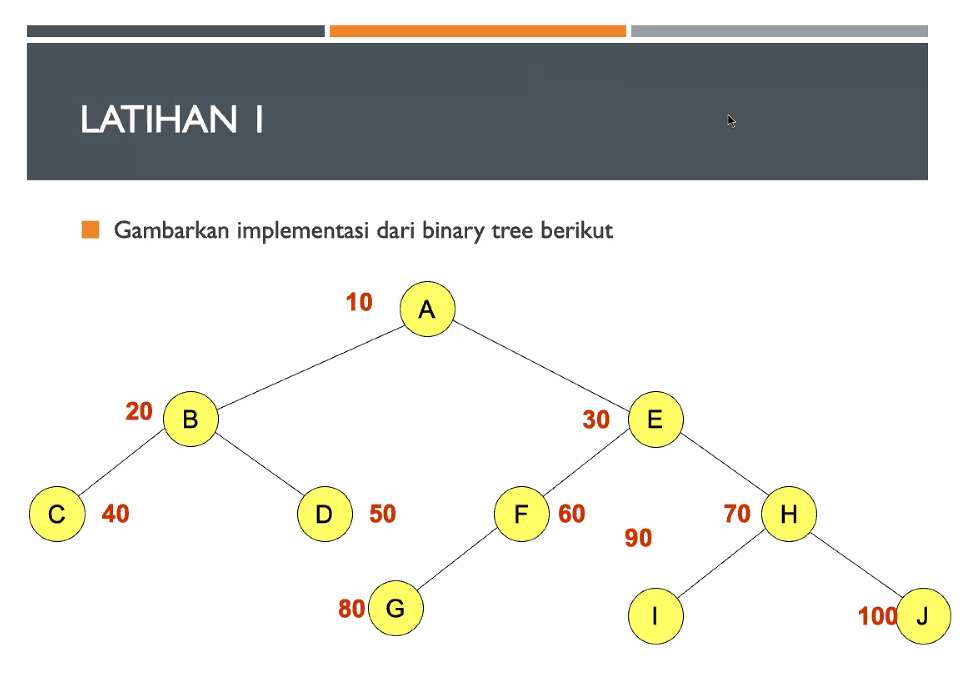 LATIHAN 1
Gambarkan implementasi dari binary tree berikut
10 A
20 B 30 E
C 40 D 50 F 60 70 H
90
80 G I 100 J